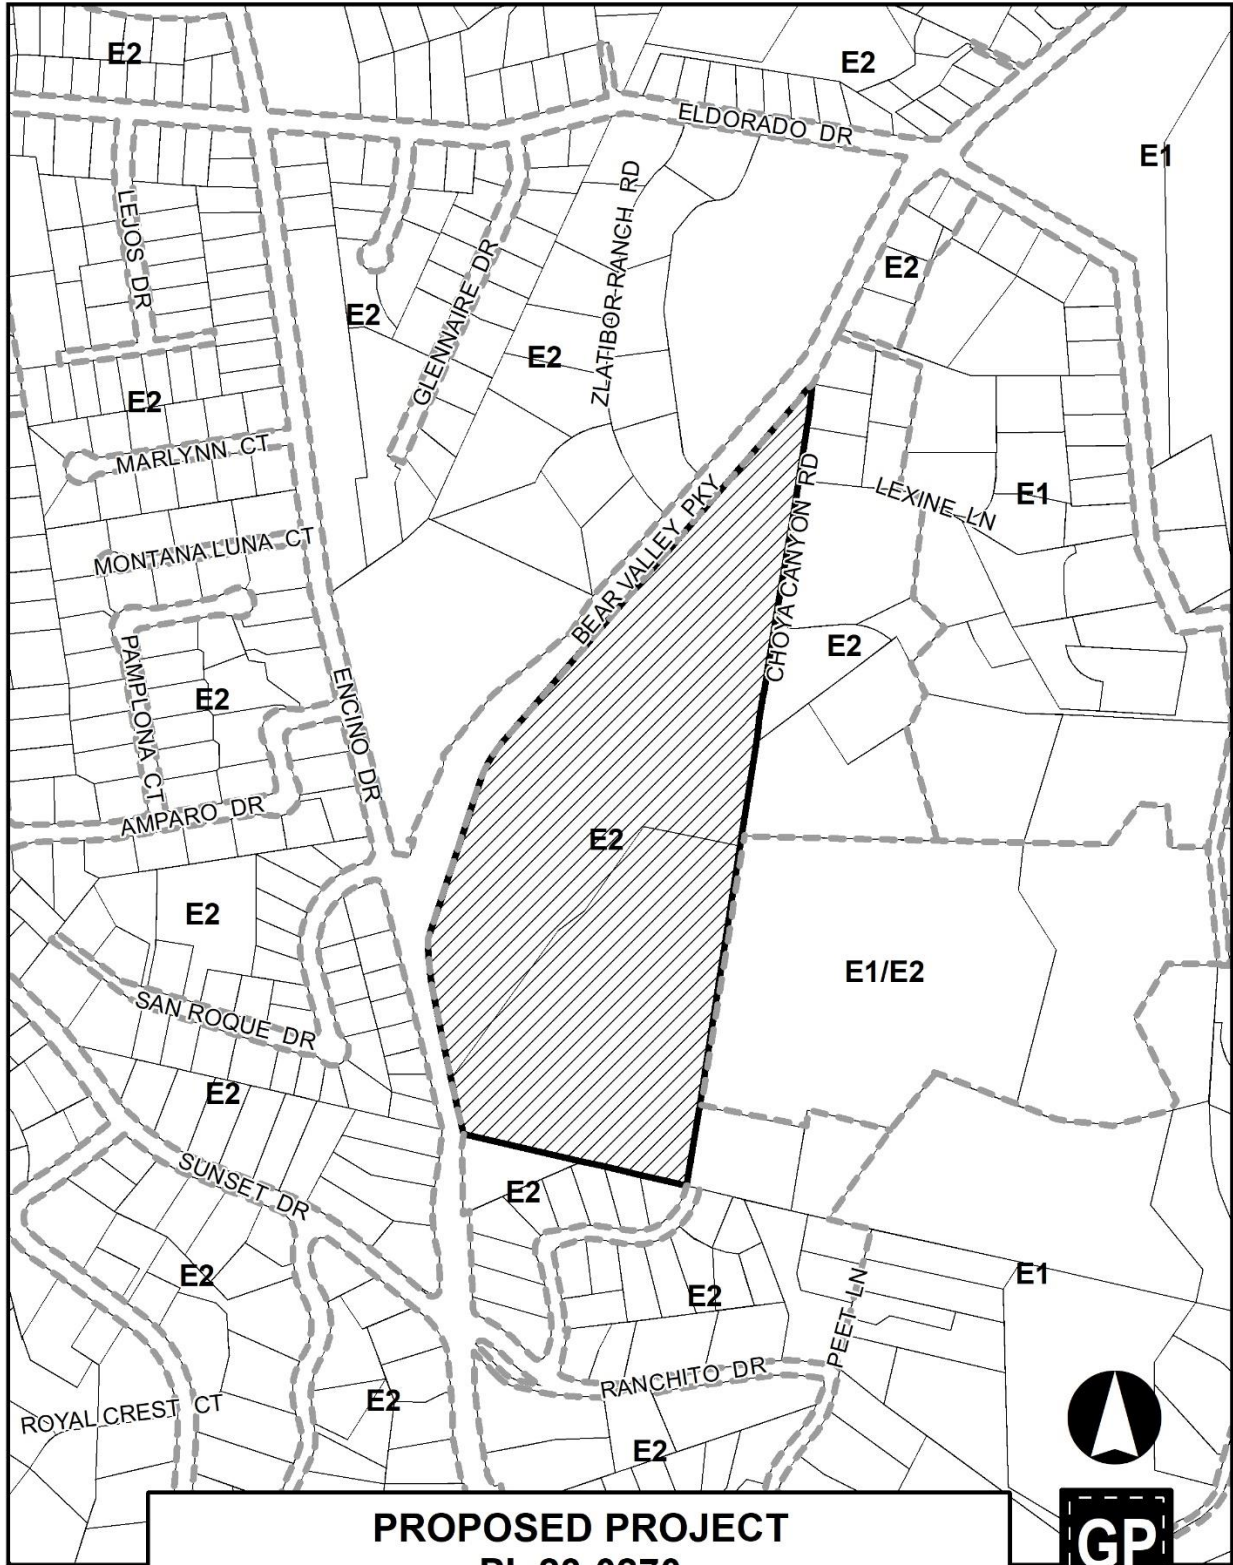 E2
E2
ELDORADO DR
E1
LEJOS DR
ZLATIBOR-RANCH RD
GLENNAIRE DR
E2
E2
E2
E2
MARLYNN CT
BEAR VALLEY PKY
CHOYA CANYON RD
LEXINE LN
E1
MONTANA LUNA CT
PAMPLONA CT
E2
E2
ENCINO DR
AMPARO DR
E2
E2
E1/E2
SAN ROQUE DR
E2
SUNSET DR
E2
E2
E2
E1
PEET LN
RANCHITO DR
ROYAL CREST CT
E2
E2
PROPOSED PROJECT
GP